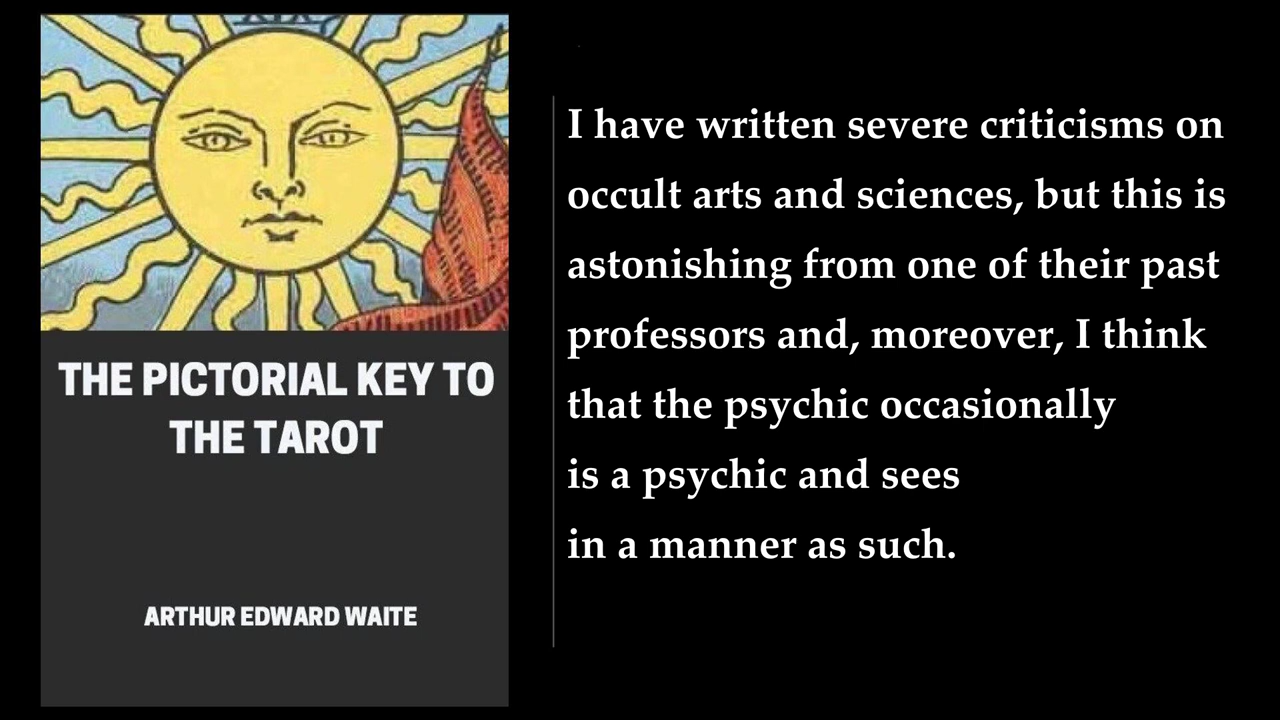 XIX
THE PICTORIAL KEY TO
THE TAROT
ARTHUR EDWARD WAITE
I have written severe criticisms on
occult arts and sciences, but this is
astonishing from one of their past
professors and, moreover, I think
that the psychic occasionally
is a psychic and sees
in a manner as such.